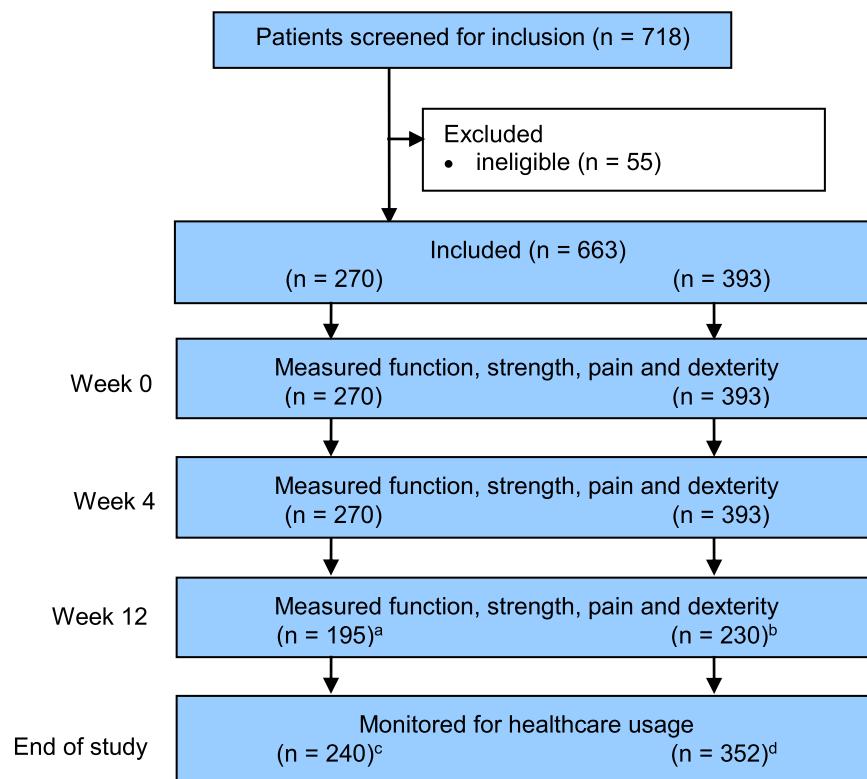 Patients screened for inclusion (n = 718)
Excluded
• ineligible (n = 55)
Included (n = 663)
(n = 270) (n = 393)
Week 0
Measured function, strength, pain and dexterity
(n = 270) (n = 393)
Week 4
Measured function, strength, pain and dexterity
(n = 270) (n = 393)
Week 12
Measured function, strength, pain and dexterity
(n = 195)ᵃ (n = 230)ᵇ
End of study
Monitored for healthcare usage
(n = 240)ᶜ (n = 352)ᵈ